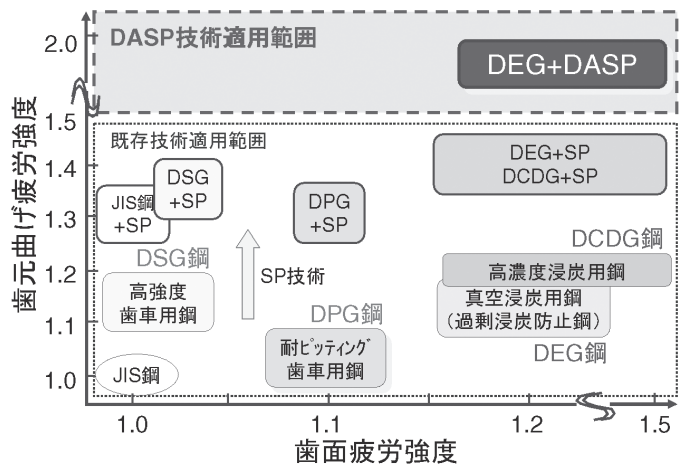 2.0
DASP技術適用範囲
DEG+DASP
1.5
既存技術適用範囲
DEG+SP
DCDG+SP
1.4
DSG
+SP
JIS鋼
+SP
DPG
+SP
1.3
DSG鋼
DCDG鋼
SP技術
1.2
高強度
歯車用鋼
高濃度浸炭用鋼
真空浸炭用鋼
(過剰浸炭防止鋼)
DPG鋼
1.1
耐ピッティング
歯車用鋼
DEG鋼
JIS鋼
1.0
歯元曲げ疲労強度
1.0
1.1
1.2
1.5
歯面疲労強度